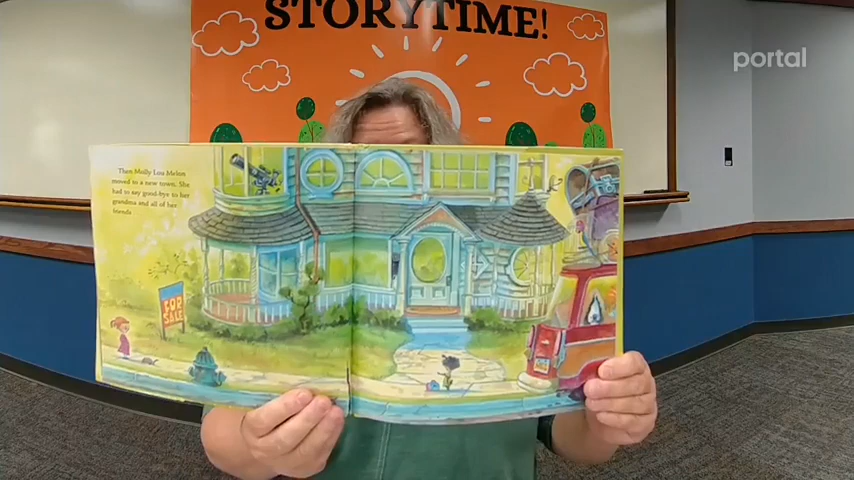 STORYTIME!
portal
Then Molly Lou Melon
moved to a new town. She
had to say good-bye to her
grandma and all of her
friends
FOR
SALE